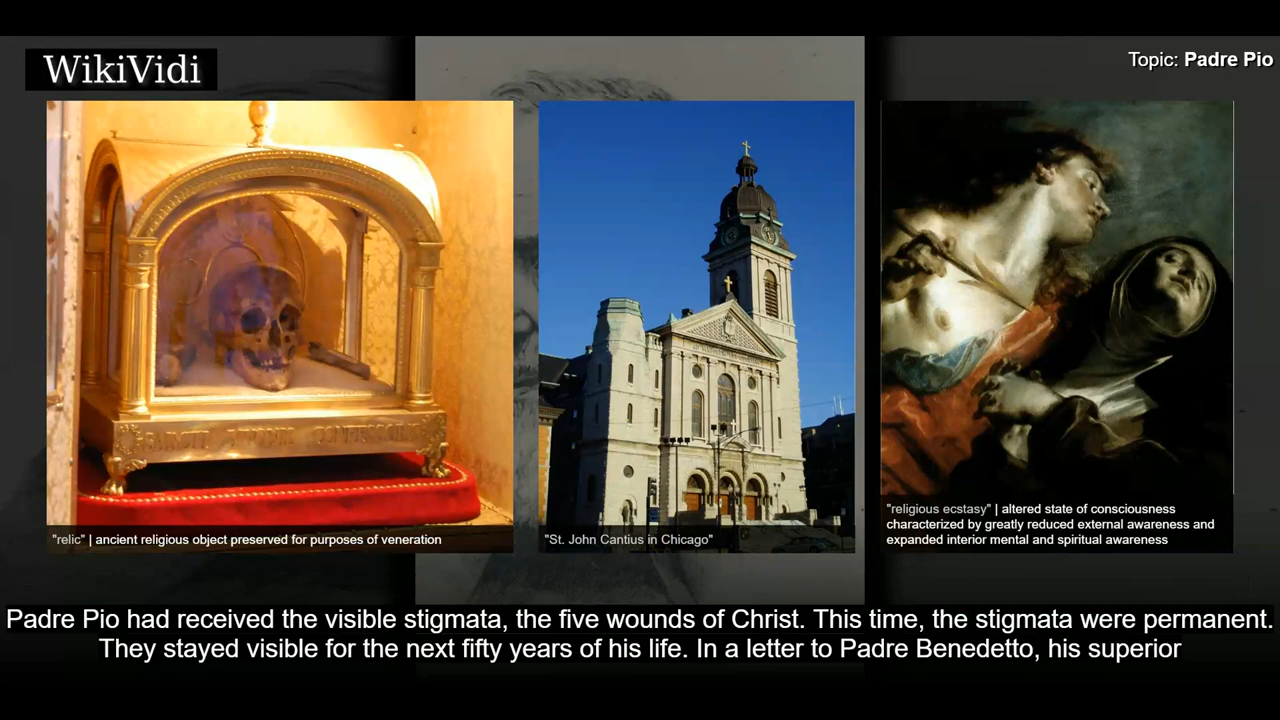 WikiVidi
Topic: Padre Pio
"relic" | ancient religious object preserved for purposes of veneration
"St. John Cantius in Chicago"
"religious ecstasy" | altered state of consciousness
characterized by greatly reduced external awareness and
expanded interior mental and spiritual awareness
Padre Pio had received the visible stigmata, the five wounds of Christ. This time, the stigmata were permanent.
They stayed visible for the next fifty years of his life. In a letter to Padre Benedetto, his superior